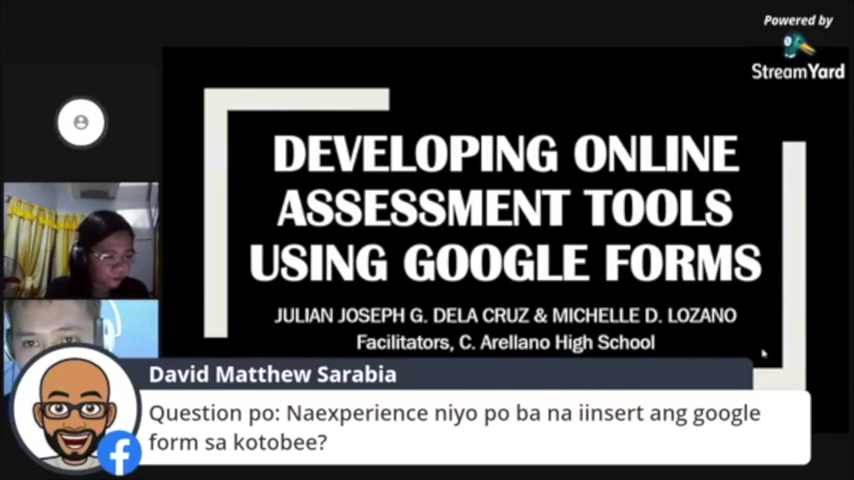 Powered by
StreamYard
DEVELOPING ONLINE
ASSESSMENT TOOLS
USING GOOGLE FORMS
JULIAN JOSEPH G. DELA CRUZ & MICHELLE D. LOZANO
Facilitators, C. Arellano High School
David Matthew Sarabia
Question po: Naexperience niyo po ba na iinsert ang google
form sa kotobee?